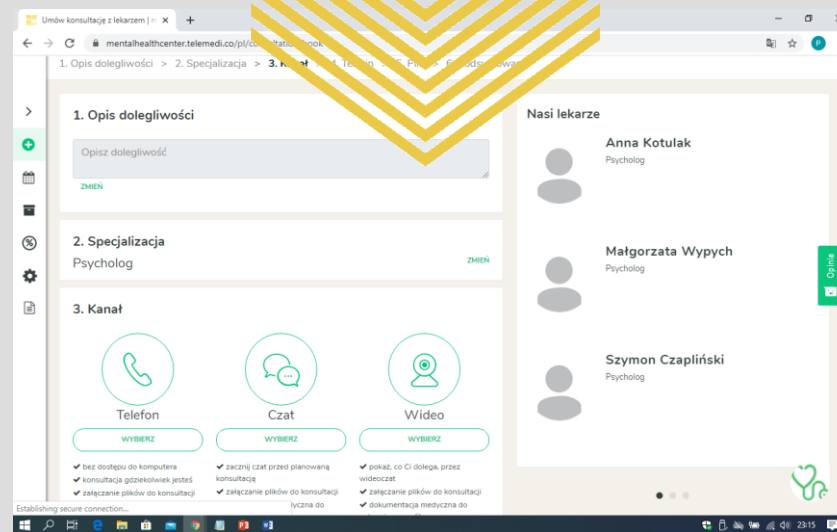 Umów konsultację z lekarzem | m
mentalhealthcenter.telemedi.co/pl/
1. Opis dolegliwości > 2. Specjalizacja > 3.
1. Opis dolegliwości
Opisz dolegliwość
ZMIEŃ
2. Specjalizacja
Psycholog
ZMIEŃ
3. Kanał
Telefon
Czat
Wideo
WYBIERZ
WYBIERZ
WYBIERZ
bez dostępu do komputera
konsultacja gdziekolwiek jesteś
załączanie plików do konsultacji
zacznij czat przed planowaną
konsultacją
załączanie plików do konsultacji
pokaż, co Ci dolega, przez
wideoczat
załączanie plików do konsultacji
dokumentacja medyczna do
Establishing secure connection...
Nasi lekarze
Anna Kotulak
Psycholog
Małgorzata Wypych
Psycholog
Szymon Czapliński
Psycholog
Opinie
P
23:15